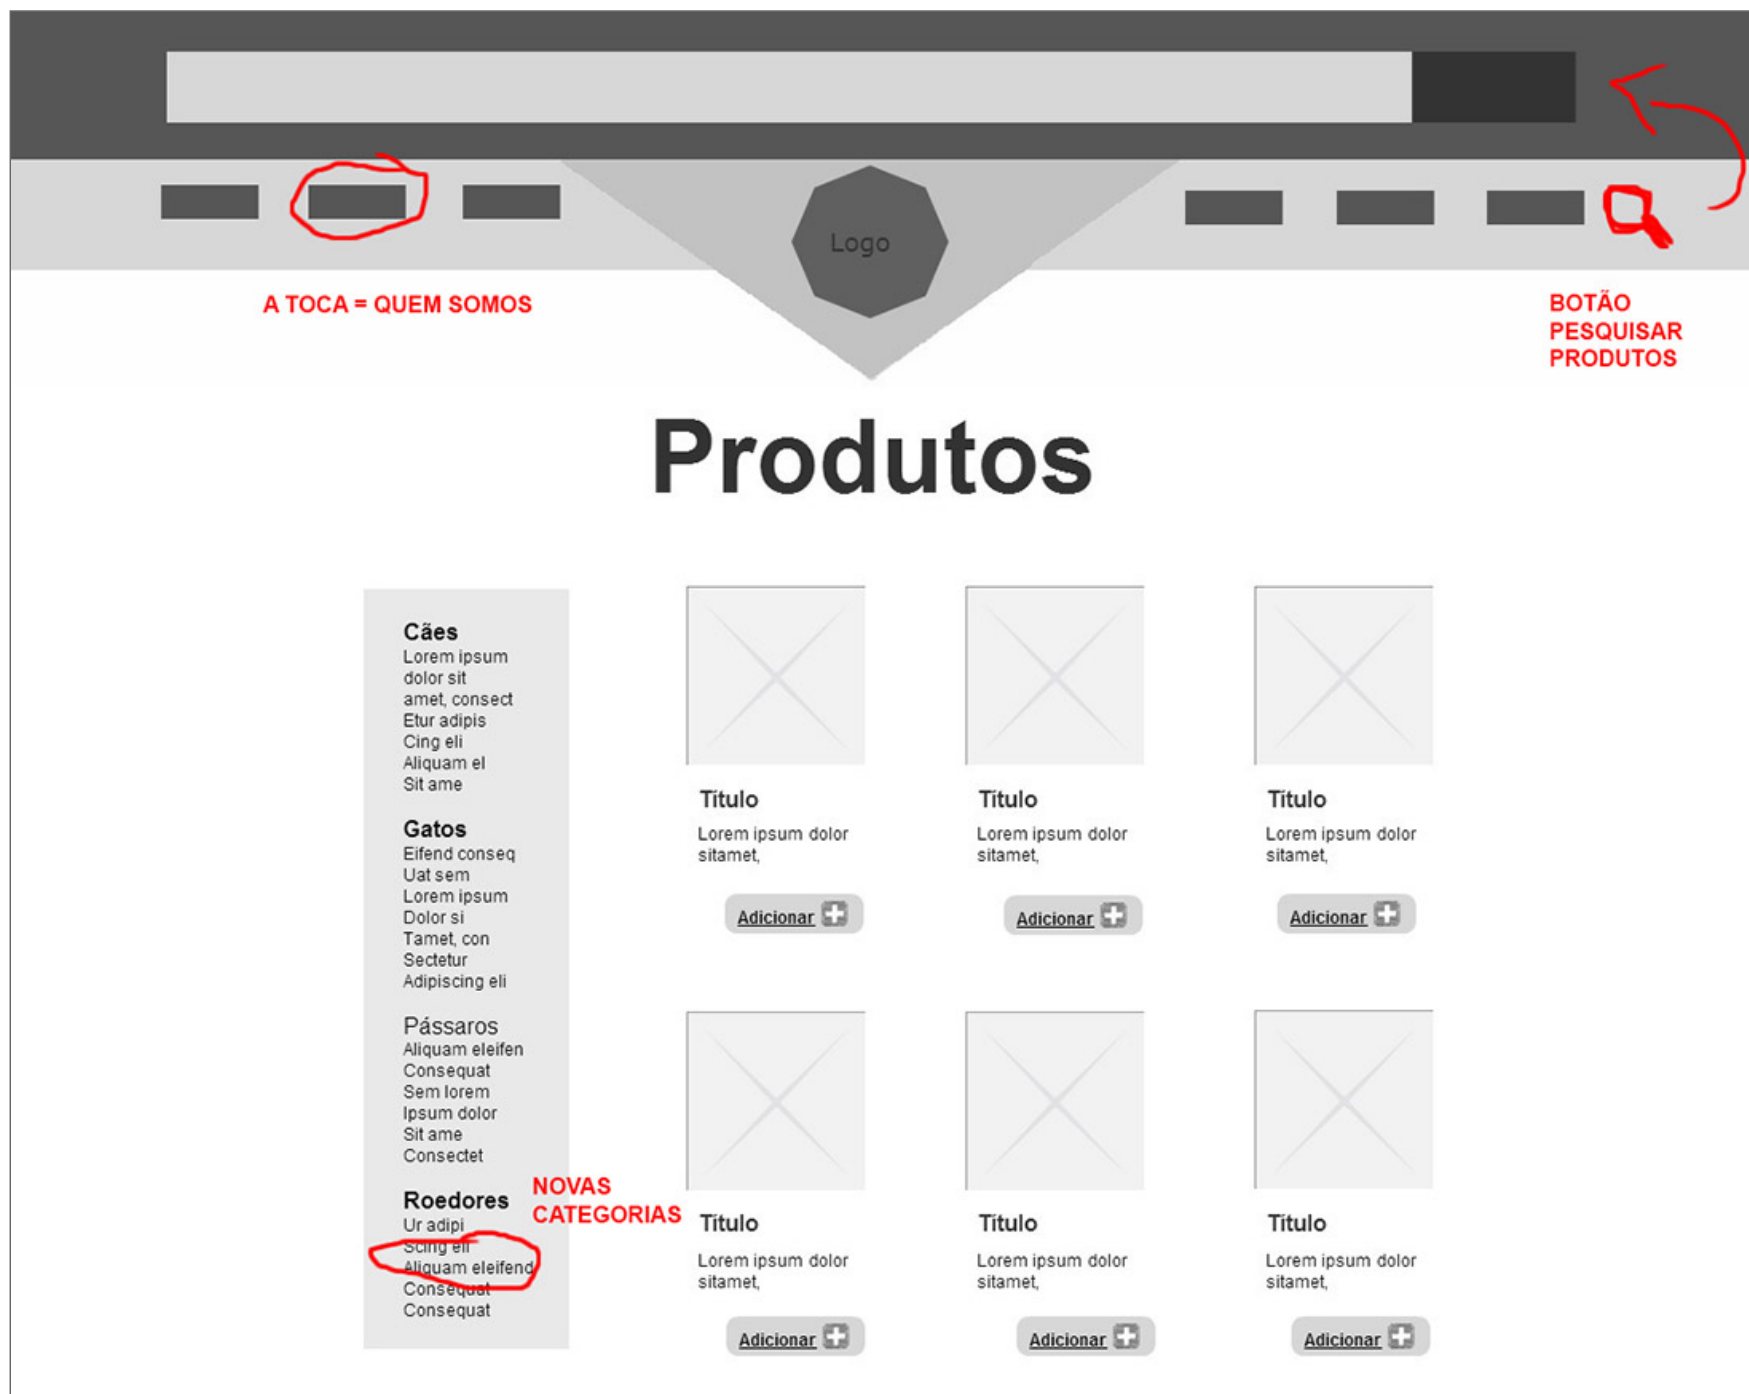 Logo
A TOCA = QUEM SOMOS
BOTÃO
PESQUISAR
PRODUTOS
Produtos
Cães
Lorem ipsum
dolor sit
amet, consect
Etur adipis
Cing eli
Aliquam el
Sit ame
Gatos
Eifend conseq
Uat sem
Lorem ipsum
Dolor si
Tamet, con
Sectetur
Adipiscing eli
Pássaros
Aliquam eleifen
Consequat
Sem lorem
Ipsum dolor
Sit ame
Consectet
Roedores
Ur adipi
Scing eli
Aliquam eleifend
Consequat
Consequat
NOVAS
CATEGORIAS
Título
Lorem ipsum dolor
sitamet,
Adicionar
Título
Lorem ipsum dolor
sitamet,
Adicionar
Título
Lorem ipsum dolor
sitamet,
Adicionar
Título
Lorem ipsum dolor
sitamet,
Adicionar
Título
Lorem ipsum dolor
sitamet,
Adicionar
Título
Lorem ipsum dolor
sitamet,
Adicionar